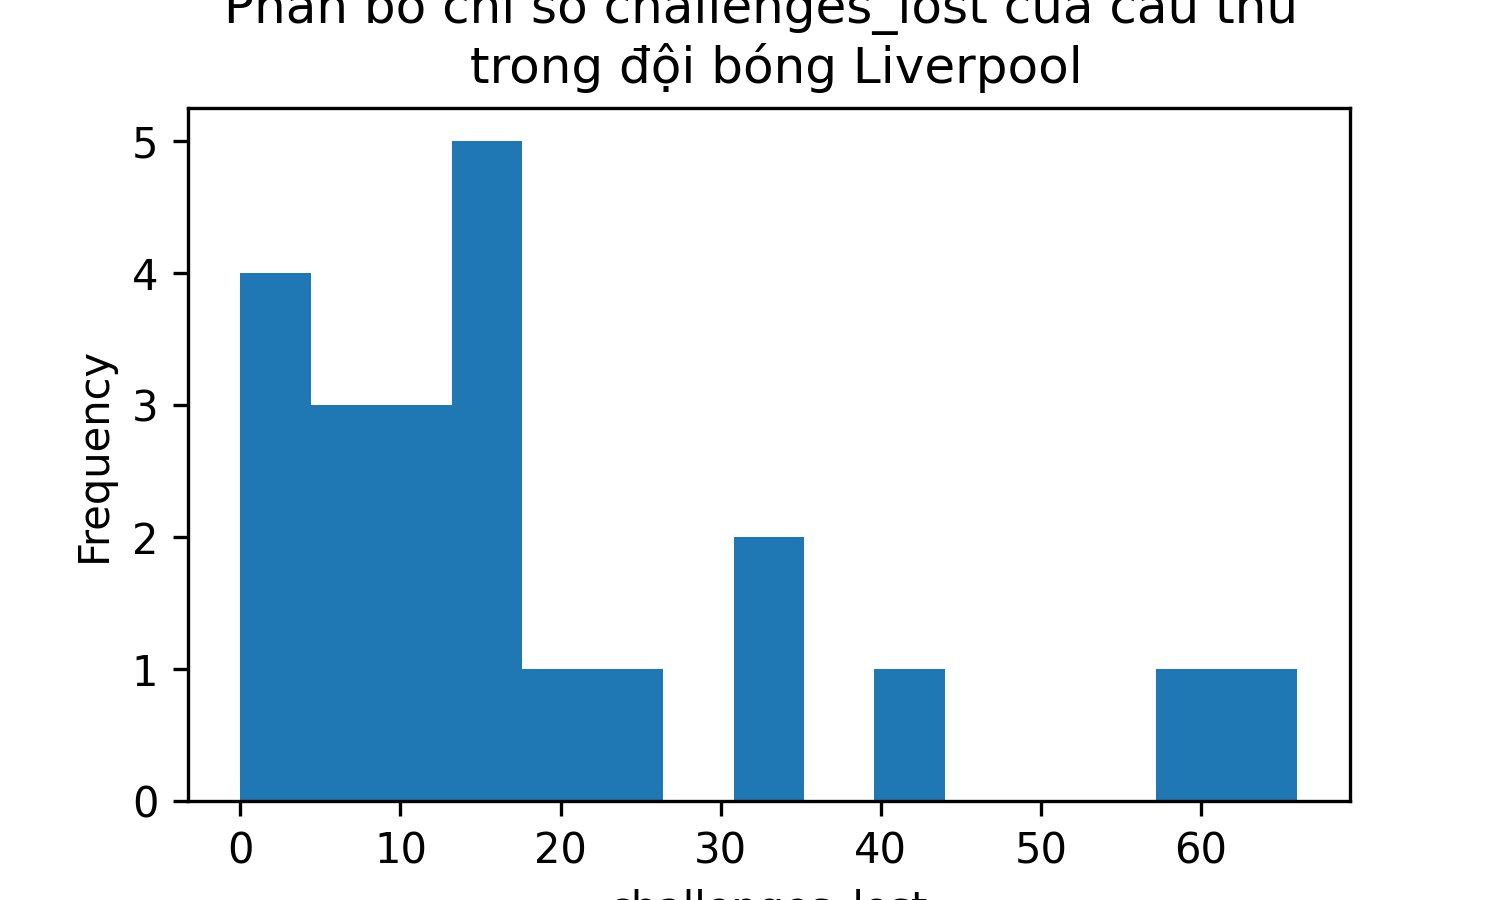 Phân bố chỉ số challenges_lost của cầu thủ
trong đội bóng Liverpool
5
4
3
2
1
0
Frequency
0 10 20 30 40 50 60
challenges_lost